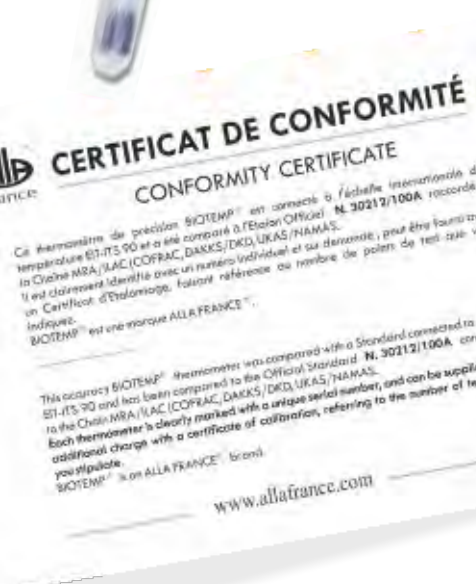 CERTIFICAT DE CONFORMITÉ
CONFORMITY CERTIFICATE
Ce thermomètre de précision BIOTEMP® est connecté à l'échelle internationale d
température EIT-ITS 90 et a été comparé à l'Etalon Officiel N. 30212/100A raccordé
la Chaîne MRA/ILAC (COFRAC, DAKKS/DKD, UKAS/NAMAS.
Il est clairement identifié avec un numéro individuel et sur demande, peut être fourni av
un Certificat d'Etalonnage, faisant référence au nombre de points de test que v
indiquez.
BIOTEMP® est une marque ALLA FRANCE®.
This accuracy BIOTEMP® thermometer was compared with a Standard connected to
EIT-ITS 90 and has been compared to the Official Standard N. 30212/100A con
to the Chain MRA/ILAC (COFRAC, DAKKS/DKD, UKAS/NAMAS.
Each thermometer is clearly marked with a unique serial number, and can be supplie
additional charge with a certificate of calibration, referring to the number of te
you stipulate.
BIOTEMP® is an ALLA FRANCE® brand.
www.allafrance.com